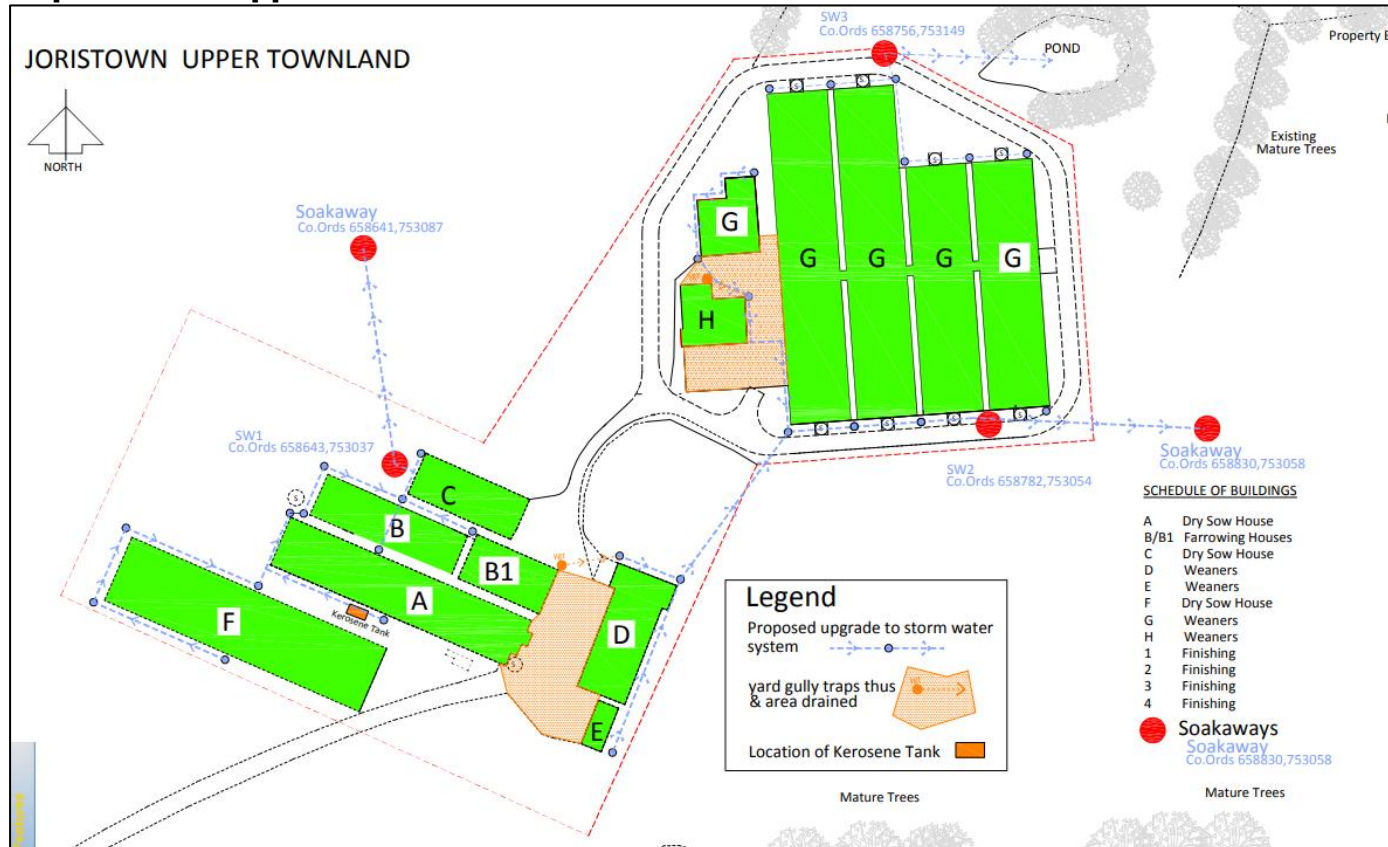 JORISTOWN UPPER TOWNLAND
NORTH
SW3
Co.Ords 658756,753149
POND
Existing
Mature Trees
Soakaway
Co.Ords 658641,753087
G
G
G
G
G
H
SW1
Co.Ords 658643,753037
SW2
Co.Ords 658782,753054
Soakaway
Co.Ords 658830,753058
C
B
B1
A
F
D
E
Kerosene Tank
Legend
Proposed upgrade to storm water
system
yard gully traps thus
& area drained
Location of Kerosene Tank
SCHEDULE OF BUILDINGS
A Dry Sow House
B/B1 Farrowing Houses
C Dry Sow House
D Weaners
E Weaners
F Dry Sow House
G Weaners
H Weaners
1 Finishing
2 Finishing
3 Finishing
4 Finishing
Soakaways
Soakaway
Co.Ords 658830,753058
Mature Trees
Mature Trees